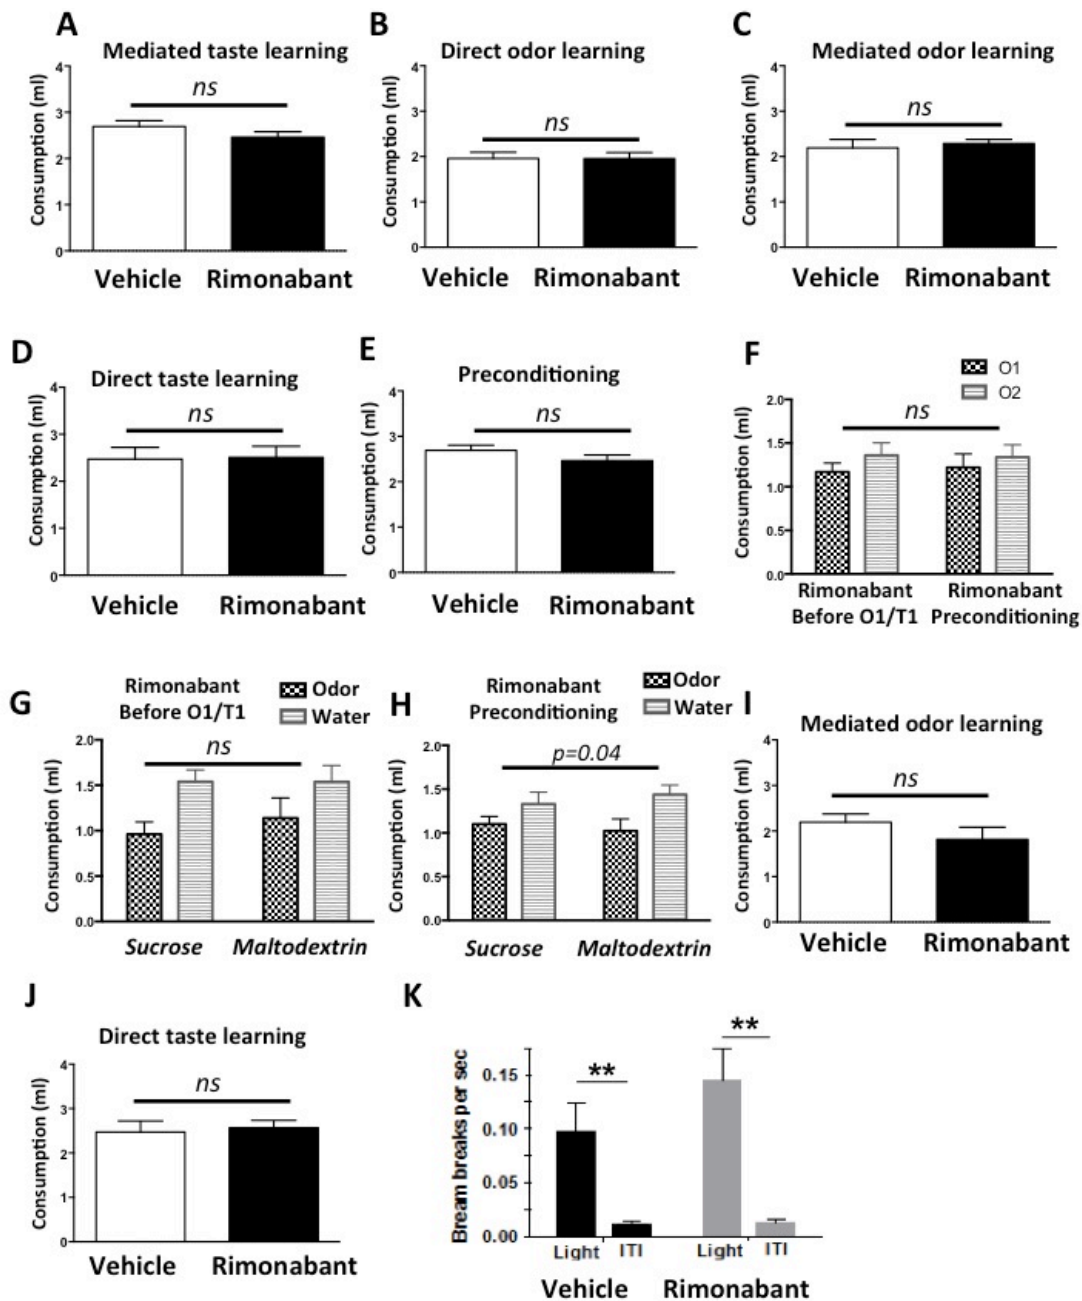 A
Mediated taste learning
Consumption (ml)
4
3
2
1
0
ns
Vehicle
Rimonabant
B
Direct odor learning
Consumption (ml)
4
3
2
1
0
ns
Vehicle
Rimonabant
C
Mediated odor learning
Consumption (ml)
4
3
2
1
0
ns
Vehicle
Rimonabant
D
Direct taste learning
Consumption (ml)
4
3
2
1
0
ns
Vehicle
Rimonabant
E
Preconditioning
Consumption (ml)
4
3
2
1
0
ns
Vehicle
Rimonabant
F
O1
O2
Consumption (ml)
2.0
1.5
1.0
0.5
0.0
ns
Rimonabant
Before O1/T1
Rimonabant
Preconditioning
G
Rimonabant
Before O1/T1
Odor
Water
Consumption (ml)
2.0
1.5
1.0
0.5
0.0
ns
Sucrose
Maltodextrin
H
Rimonabant
Preconditioning
Odor
Water
Consumption (ml)
2.0
1.5
1.0
0.5
0.0
p=0.04
Sucrose
Maltodextrin
I
Mediated odor learning
Consumption (ml)
4
3
2
1
0
ns
Vehicle
Rimonabant
J
Direct taste learning
Consumption (ml)
4
3
2
1
0
ns
Vehicle
Rimonabant
K
Bream breaks per sec
0.15
0.10
0.05
0.00
**
**
Light
ITI
Light
ITI
Vehicle
Rimonabant